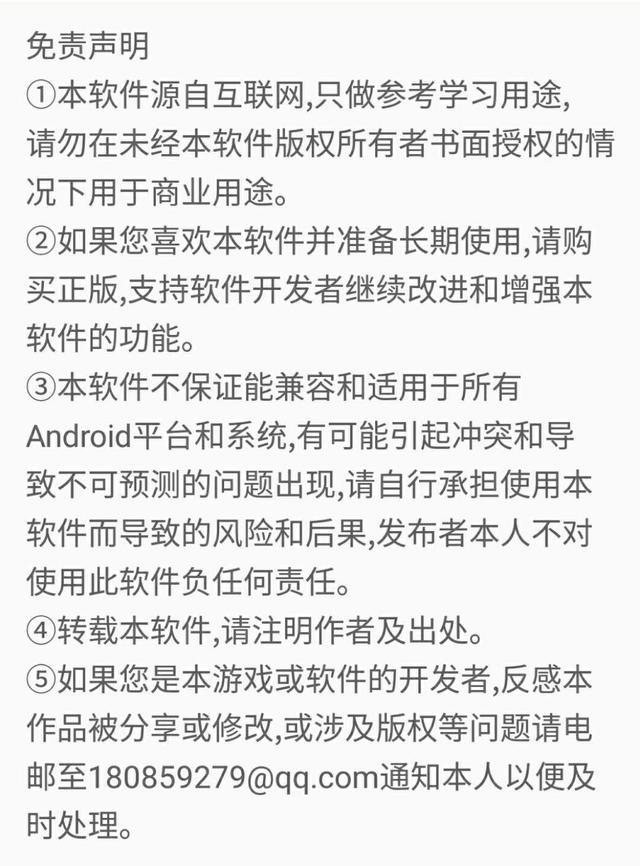 免责声明
①本软件源自互联网,只做参考学习用途,
请勿在未经本软件版权所有者书面授权的情
况下用于商业用途。
②如果您喜欢本软件并准备长期使用,请购
买正版,支持软件开发者继续改进和增强本
软件的功能。
③本软件不保证能兼容和适用于所有
Android平台和系统,有可能引起冲突和导
致不可预测的问题出现,请自行承担使用本
软件而导致的风险和后果,发布者本人不对
使用此软件负任何责任。
④转载本软件,请注明作者及出处。
⑤如果您是本游戏或软件的开发者,反感本
作品被分享或修改,或涉及版权等问题请电
邮至180859279@qq.com通知本人以便及
时处理。